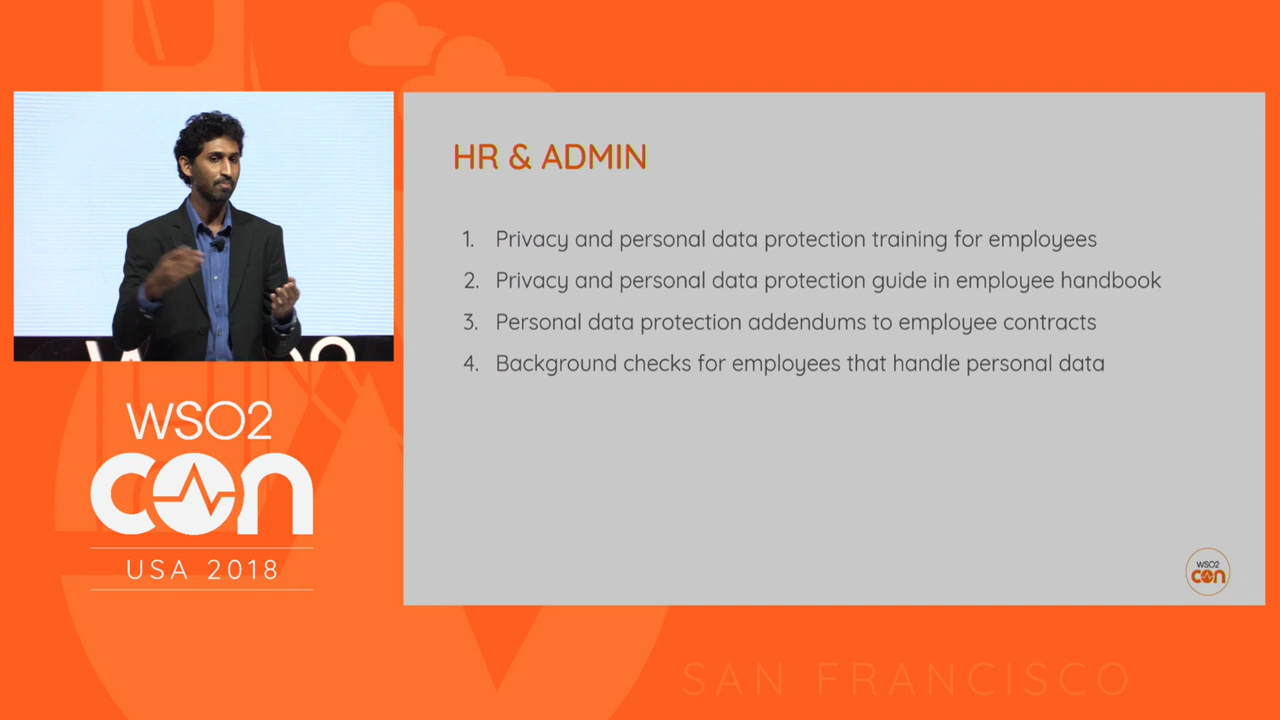 HR & ADMIN
1. Privacy and personal data protection training for employees
2. Privacy and personal data protection guide in employee handbook
3. Personal data protection addendums to employee contracts
4. Background checks for employees that handle personal data
WSO2
con
USA 2018
WSO2
con
SAN FRANCISCO